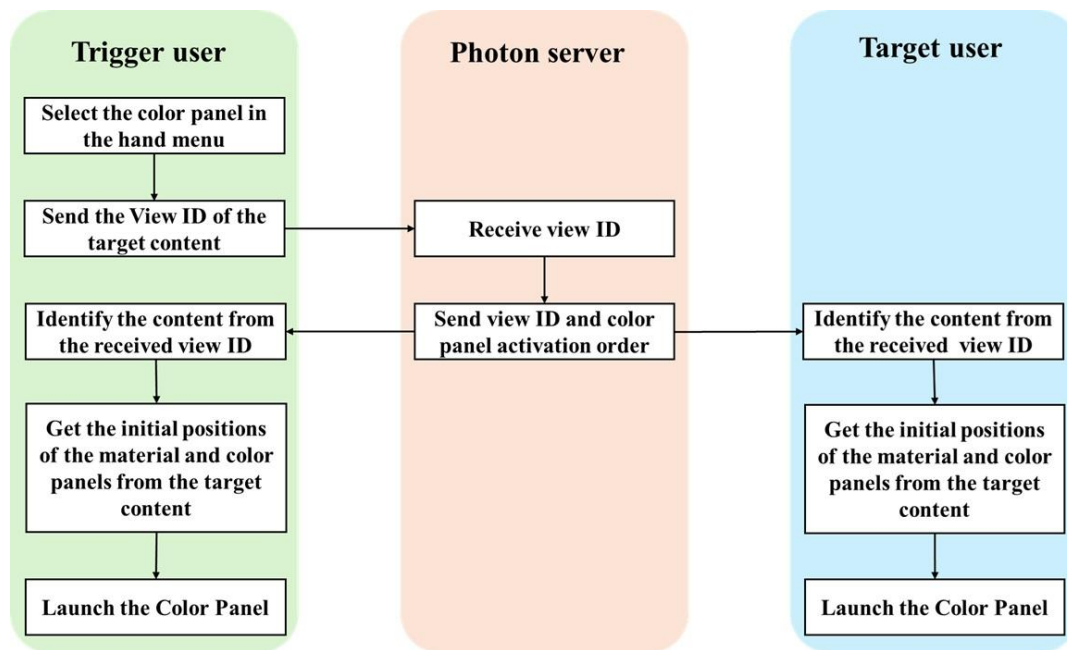 Trigger user
Select the color panel in
the hand menu
Send the View ID of the
target content
Identify the content from
the received view ID
Get the initial positions
of the material and color
panels from the target
content
Launch the Color Panel
Photon server
Receive view ID
Send view ID and color
panel activation order
Target user
Identify the content from
the received  view ID
Get the initial positions
of the material and color
panels from the target
content
Launch the Color Panel